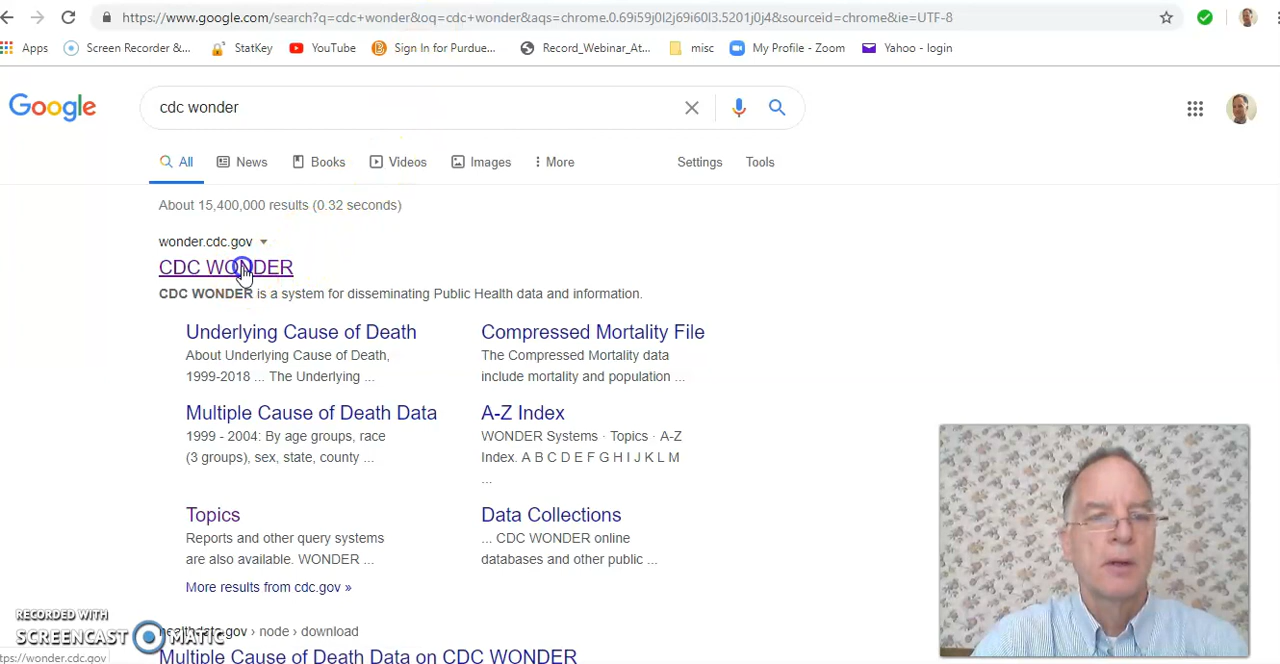 https://www.google.com/search?q=cdc+wonder&oq=cdc+wonder&aqs=chrome.0.69i59j0l2j69i60l3.5201j0j4&sourceid=chrome&ie=UTF-8
Apps Screen Recorder &... StatKey YouTube Sign In for Purdue... Record_Webinar_At... misc My Profile - Zoom Yahoo - login
Google cdc wonder
All News Books Videos Images More Settings Tools
About 15,400,000 results (0.32 seconds)
wonder.cdc.gov
CDC WONDER
CDC WONDER is a system for disseminating Public Health data and information.
Underlying Cause of Death
About Underlying Cause of Death,
1999-2018 ... The Underlying ...
Compressed Mortality File
The Compressed Mortality data
include mortality and population ...
Multiple Cause of Death Data
1999 - 2004: By age groups, race
(3 groups), sex, state, county ...
A-Z Index
WONDER Systems · Topics · A-Z
Index. A B C D E F G H I J K L M
...
Topics
Reports and other query systems
are also available. WONDER ...
Data Collections
... CDC WONDER online
databases and other public ...
More results from cdc.gov »
RECORDED WITH
SCREENCAST MATIC
healthdata.gov › node › download
Multiple Cause of Death Data on CDC WONDER
tps://wonder.cdc.gov